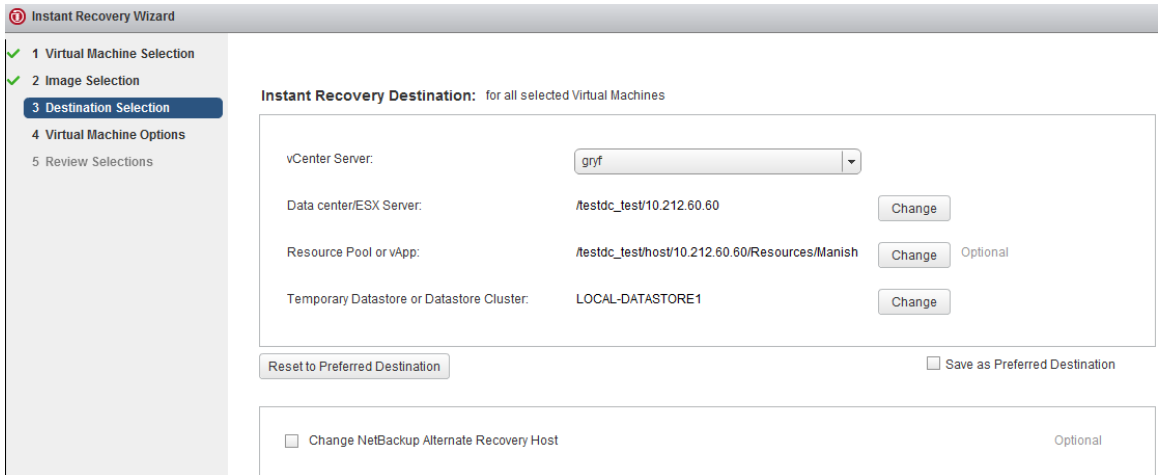 Instant Recovery Wizard
1 Virtual Machine Selection
2 Image Selection
3 Destination Selection
4 Virtual Machine Options
5 Review Selections
Instant Recovery Destination: for all selected Virtual Machines
vCenter Server: gryf
Data center/ESX Server: /testdc_test/10.212.60.60 Change
Resource Pool or vApp: /testdc_test/host/10.212.60.60/Resources/Manish Change Optional
Temporary Datastore or Datastore Cluster: LOCAL-DATASTORE1 Change
Reset to Preferred Destination Save as Preferred Destination
Change NetBackup Alternate Recovery Host Optional